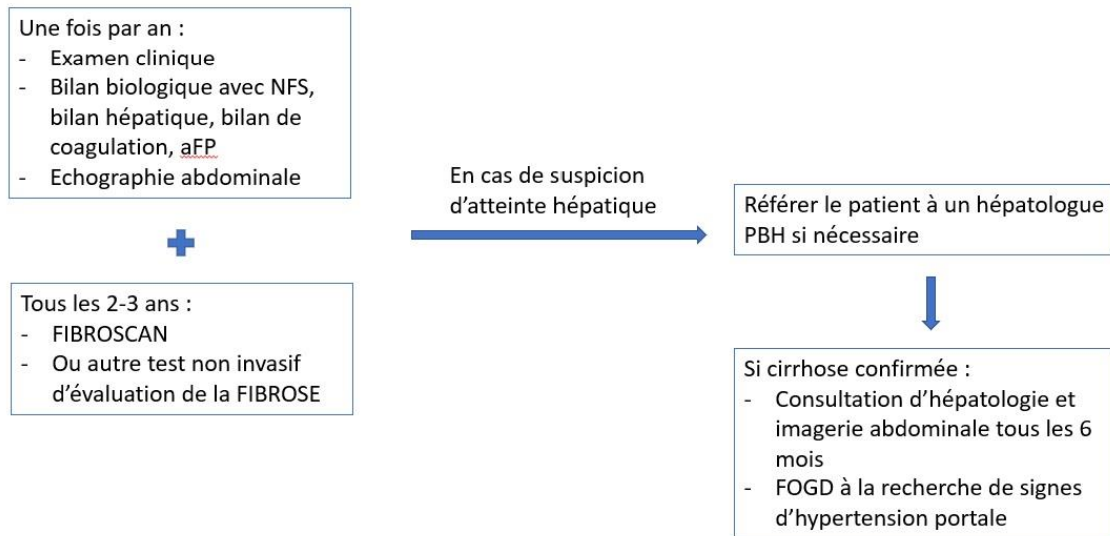 Une fois par an :
- Examen clinique
- Bilan biologique avec NFS,
bilan hépatique, bilan de
coagulation, aFP
- Echographie abdominale
Tous les 2-3 ans :
- FIBROSCAN
- Ou autre test non invasif
d'évaluation de la FIBROSE
En cas de suspicion
d'atteinte hépatique
Référer le patient à un hépatologue
PBH si nécessaire
Si cirrhose confirmée :
- Consultation d'hépatologie et
imagerie abdominale tous les 6
mois
- FOGD à la recherche de signes
d'hypertension portale